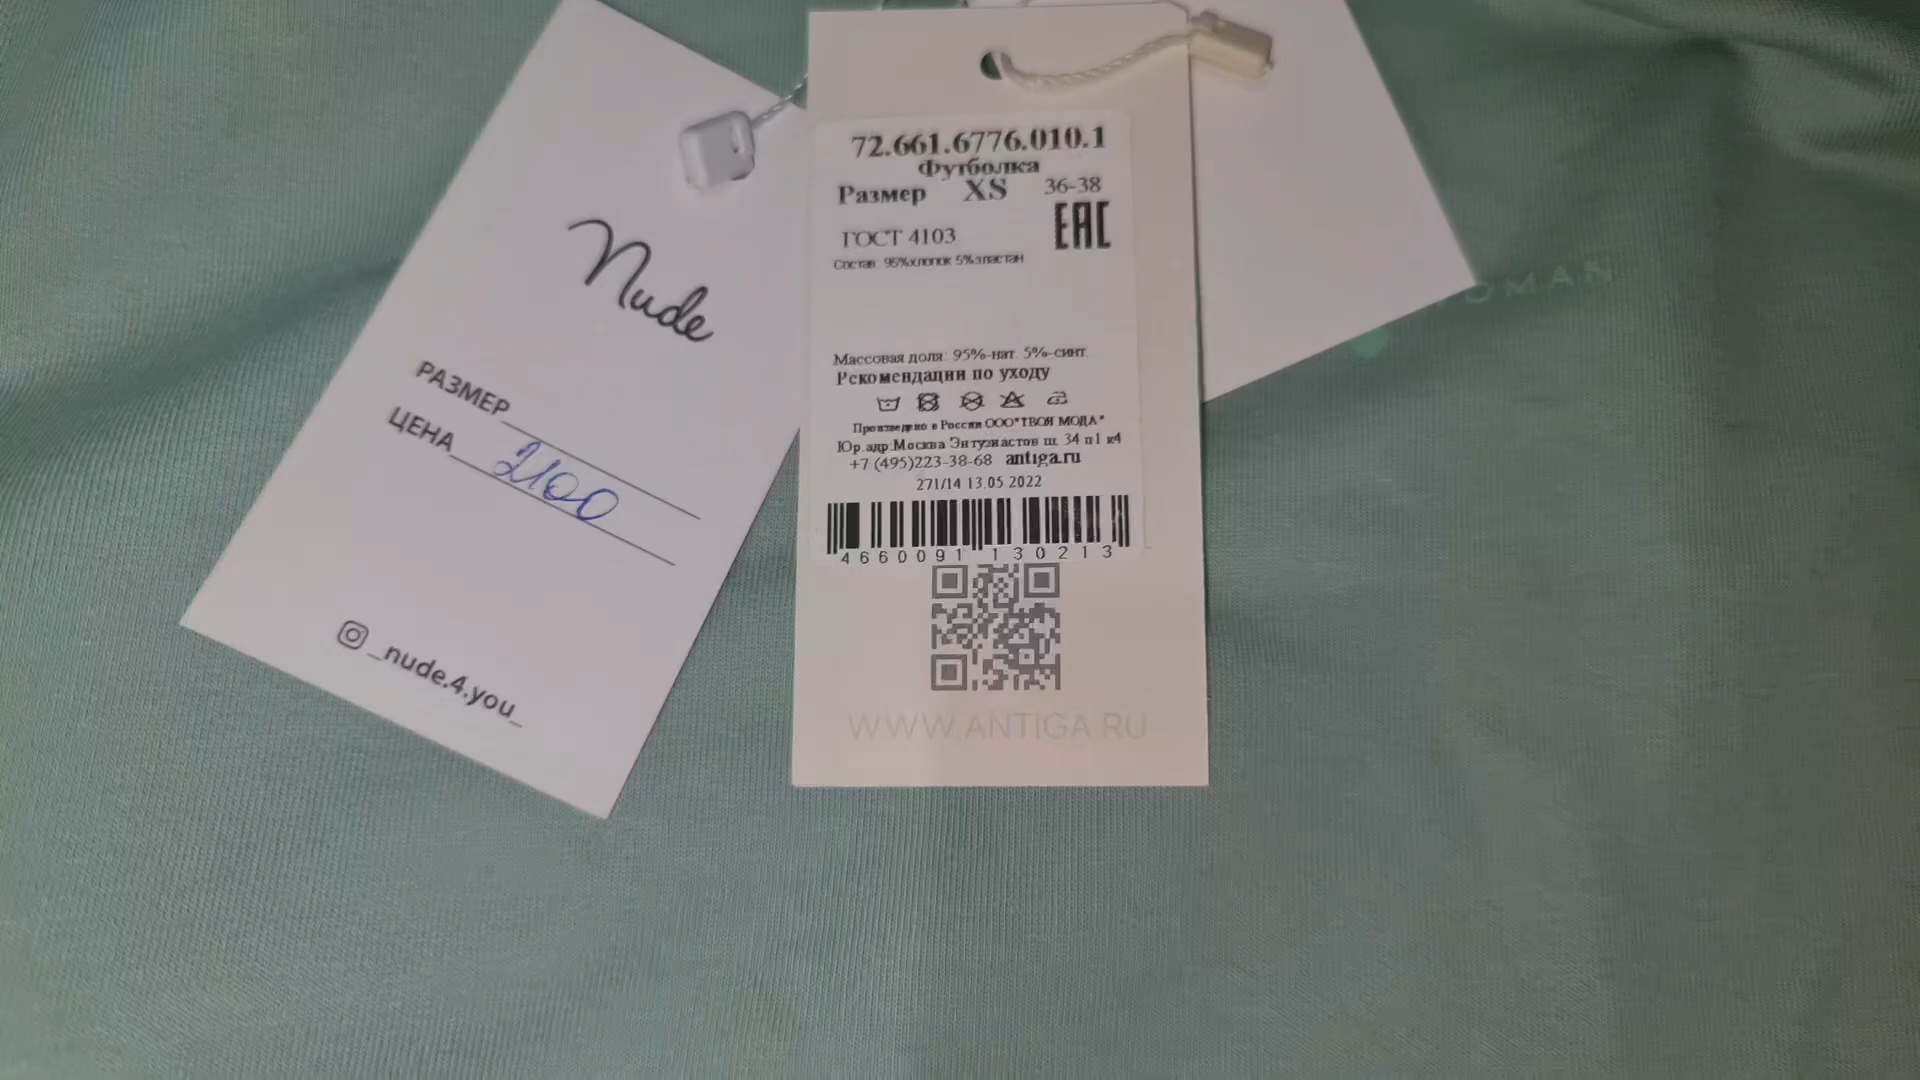 Nude
РАЗМЕР
ЦЕНА 2100
_nude.4.you_
72.661.6776.010.1
Футболка
Размер XS 36-38
EAC
ГОСТ 4103
Состав: 95%хлопок 5%эластан
Массовая доля: 95%-нат. 5%-синт.
Рекомендации по уходу
Произведено в России ООО"ТВОЯ МОДА"
Юр.адр.Москва Энтузиастов ш. 34 п1 к4
+7 (495)223-38-68 antiga.ru
271/14 13.05.2022
4660091 130213
WWW.ANTIGA.RU
OMAN